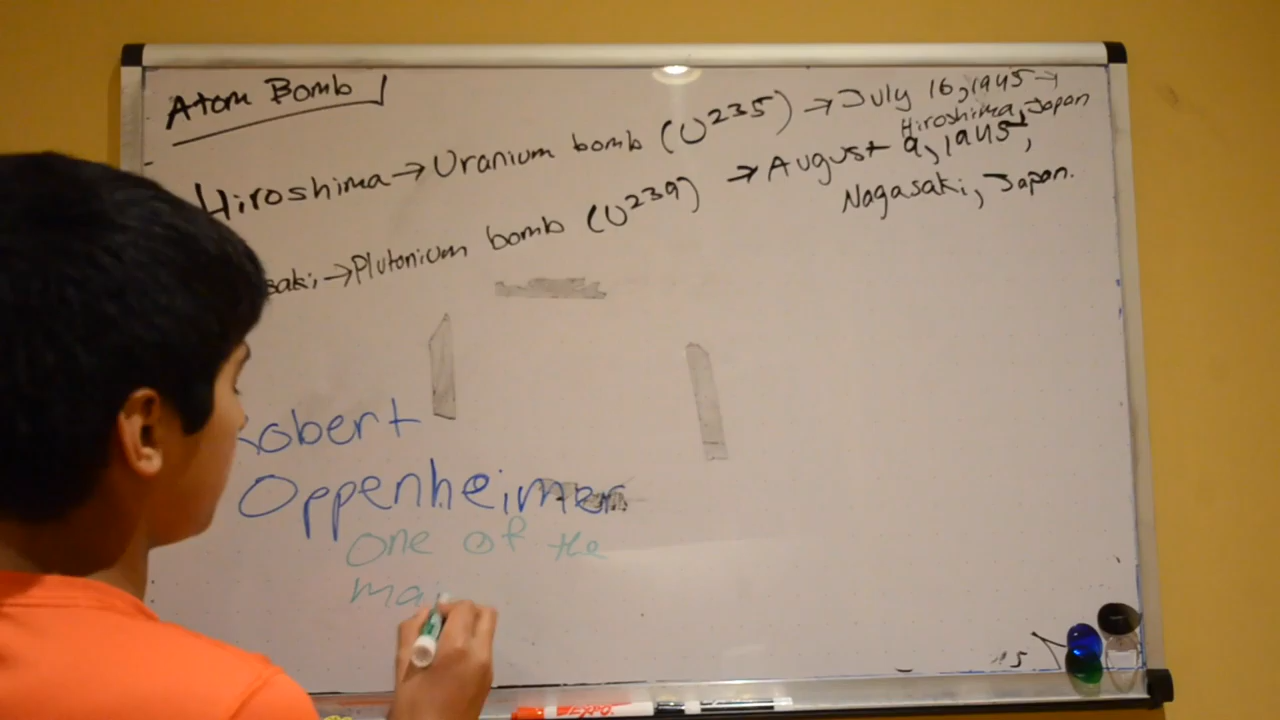 Atom Bomb
Hiroshima → Uranium bomb (U²³⁵) → July 16, 1945 →
Hiroshima, Japan
saki → Plutonium bomb (U²³⁹) → August 9, 1945,
Nagasaki, Japan.
obert
Oppenheimer
One of the
ma